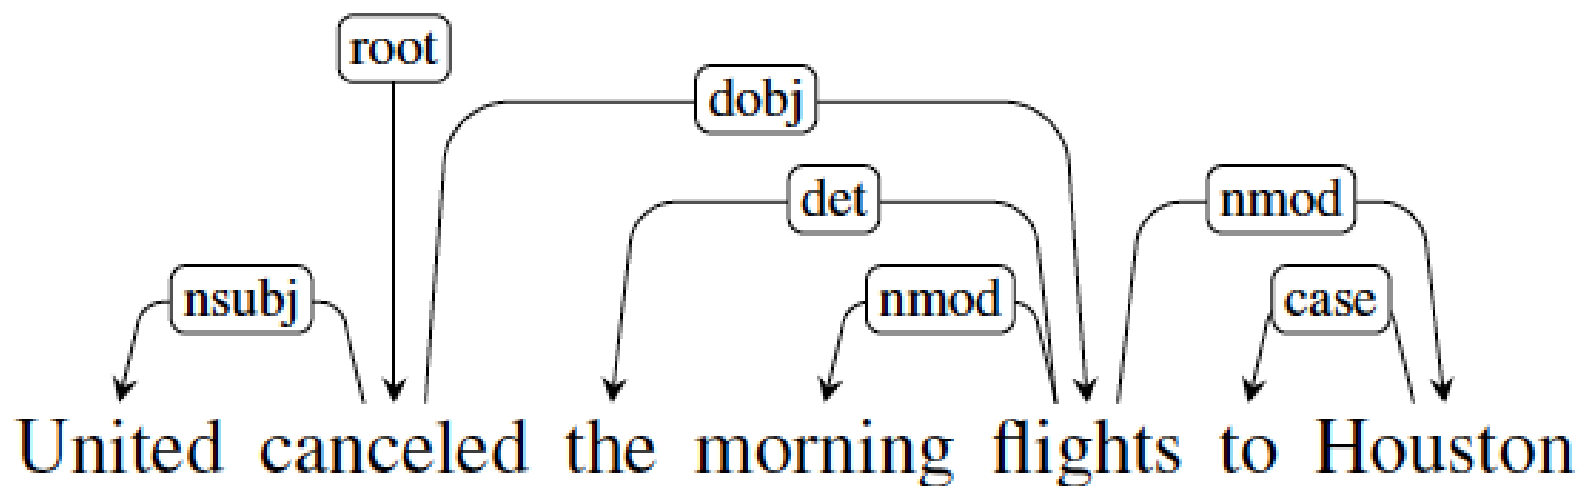 root
dobj
det nmod
nsubj nmod case
United canceled the morning flights to Houston